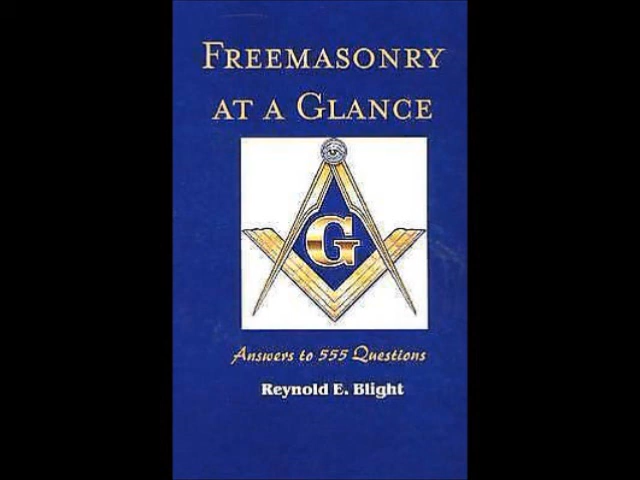 FREEMASONRY
AT A GLANCE
G
Answers to 555 Questions
Reynold E. Blight